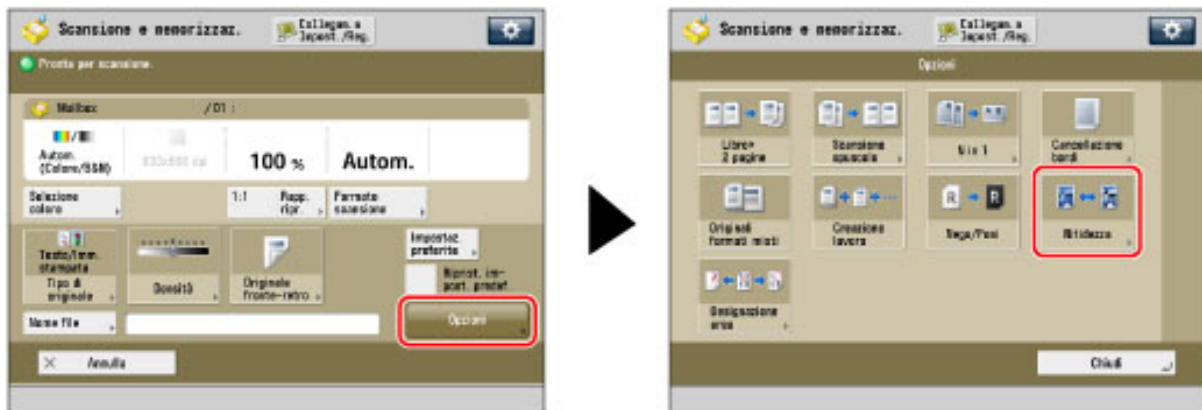 Scansione e memorizzaz.
Collegam. a
Impost./Reg.
Pronto per scansione.
Mailbox /01 :
Autom.
(Colore/B&N)
100 %
Autom.
Selezione
colore
1:1 Rapp.
ripr.
Formato
scansione
Testo/Imm.
stampata
Tipo di
originale
Densità
Originale
fronte-retro
Impostaz.
preferite
Riprist. im-
post. predef.
Nome file
Opzioni
× Annulla
Scansione e memorizzaz.
Collegam. a
Impost./Reg.
Opzioni
Libro›
2 pagine
Scansione
opuscolo
N in 1
Cancellazione
bordi
Originali
formati misti
Creazione
lavoro
R R
Nega/Posi
Nitidezza
Designazione
area
Chiudi